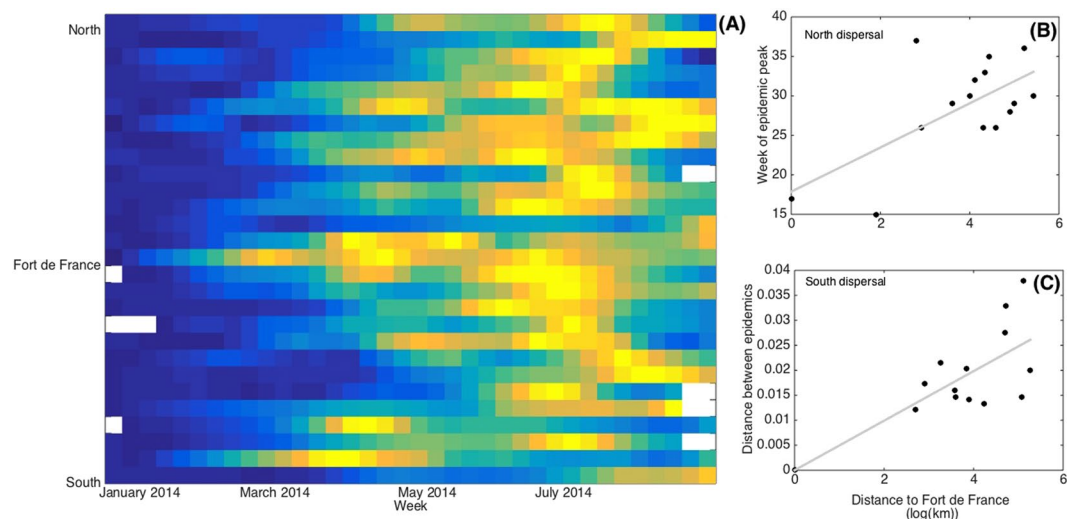 (A)
North
Fort de France
South
January 2014 March 2014 May 2014 July 2014
Week
(B)
North dispersal
Week of epidemic peak
40
35
30
25
20
15
0 2 4 6
(C)
South dispersal
Distance between epidemics
0.04
0.035
0.03
0.025
0.02
0.015
0.01
0.005
0
0 2 4 6
Distance to Fort de France
(log(km))